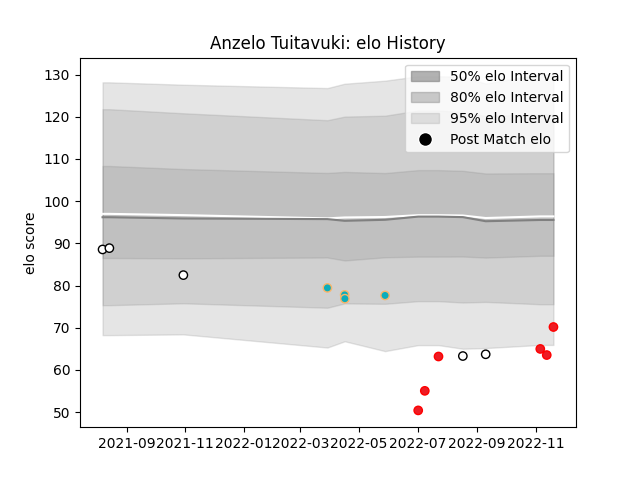 Anzelo Tuitavuki: elo History
50% elo Interval
80% elo Interval
95% elo Interval
Post Match elo
elo score
130
120
110
100
90
80
70
60
50
2021-09 2021-11 2022-01 2022-03 2022-05 2022-07 2022-09 2022-11